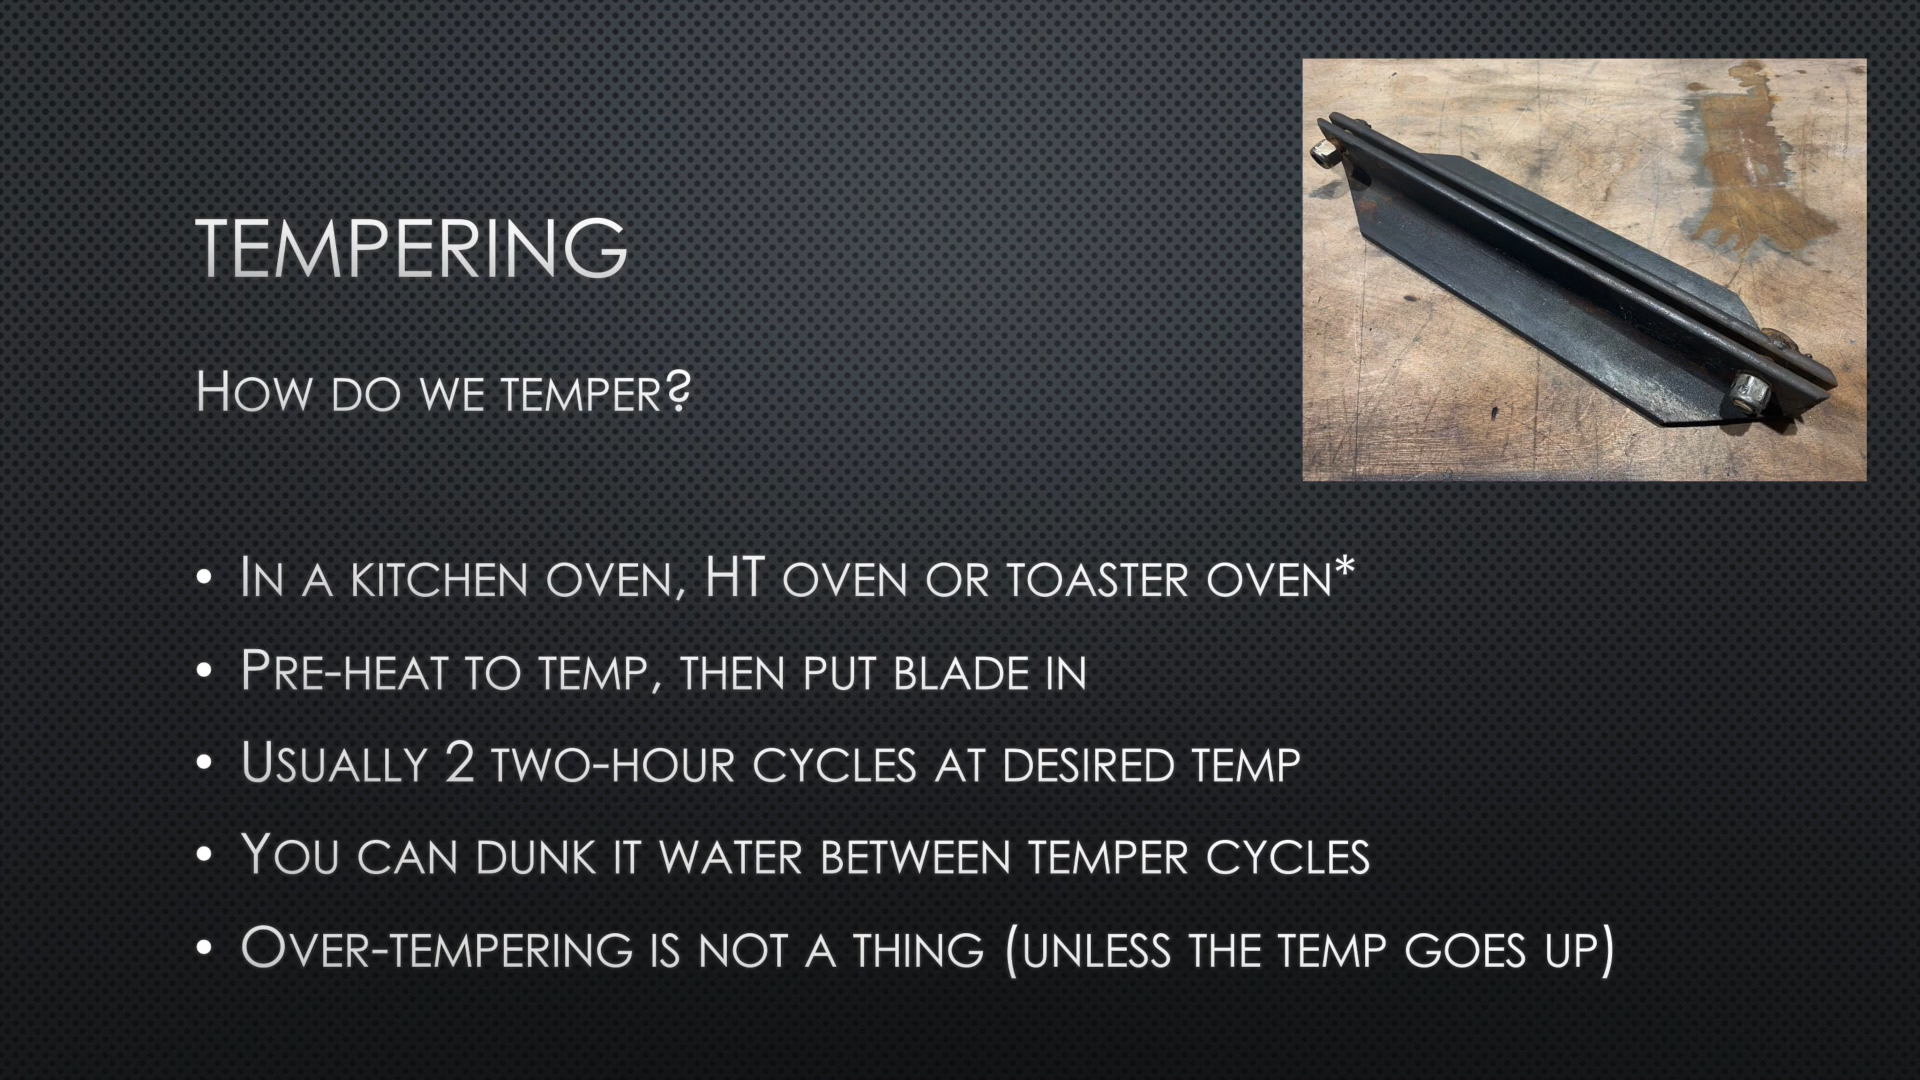 Tempering
How do we temper?
• In a kitchen oven, HT oven or toaster oven*
• Pre-heat to temp, then put blade in
• Usually 2 two-hour cycles at desired temp
• You can dunk it water between temper cycles
• Over-tempering is not a thing (unless the temp goes up)